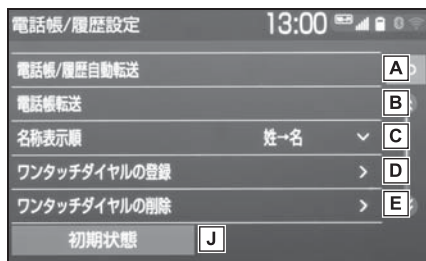 電話帳/履歴設定 13:00
電話帳/履歴自動転送 A
電話帳転送 B
名称表示順 姓→名 C
ワンタッチダイヤルの登録 D
ワンタッチダイヤルの削除 E
初期状態 J